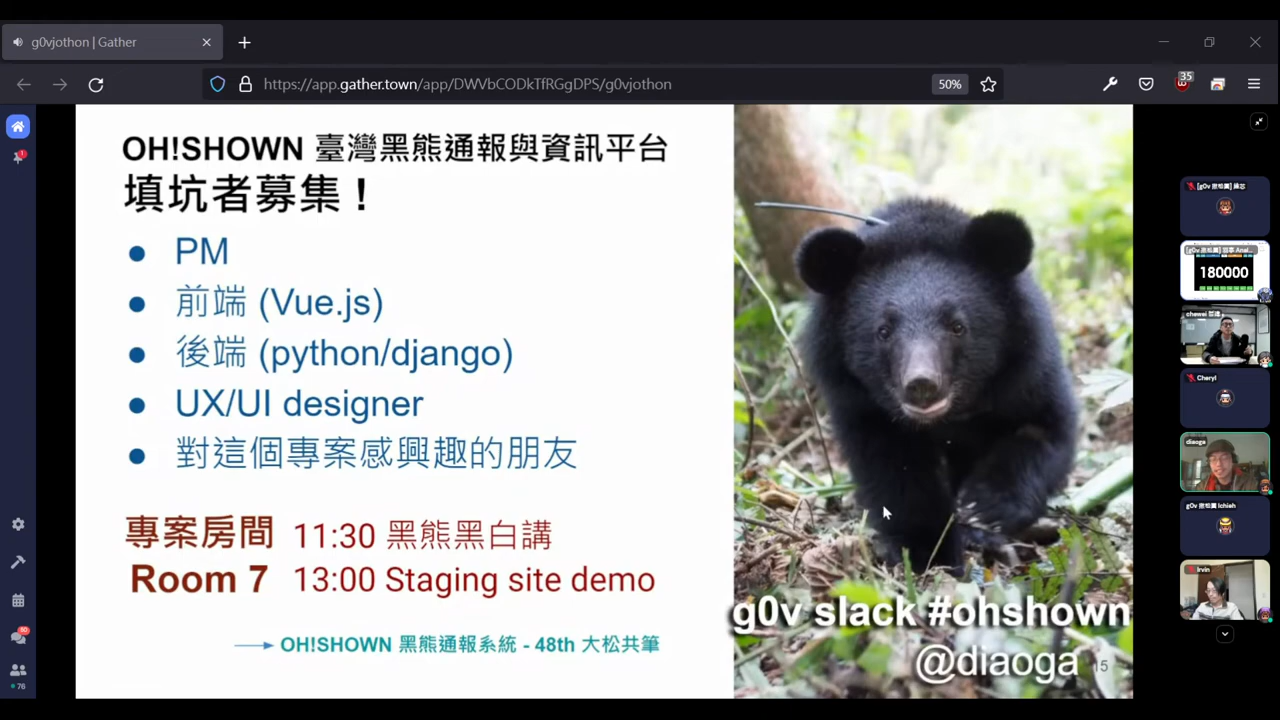 g0vjothon | Gather
https://app.gather.town/app/DWVbCODkTfRGgDPS/g0vjothon
50%
35
OH!SHOWN 臺灣黑熊通報與資訊平台
填坑者募集！
PM
前端 (Vue.js)
後端 (python/django)
UX/UI designer
對這個專案感興趣的朋友
專案房間 11:30 黑熊黑白講
Room 7 13:00 Staging site demo
OH!SHOWN 黑熊通報系統 - 48th 大松共筆
g0v slack #ohshown
@diaoga
15
180000
Cheryl
diaoga
Irvin
76